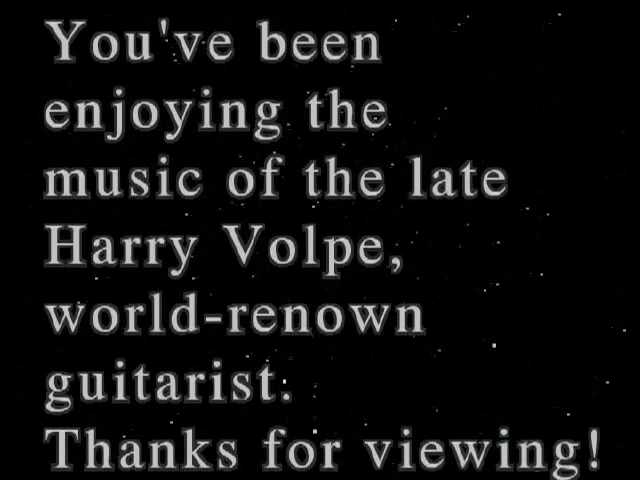 You've been
enjoying the
music of the late
Harry Volpe,
world-renown
guitarist.
Thanks for viewing!